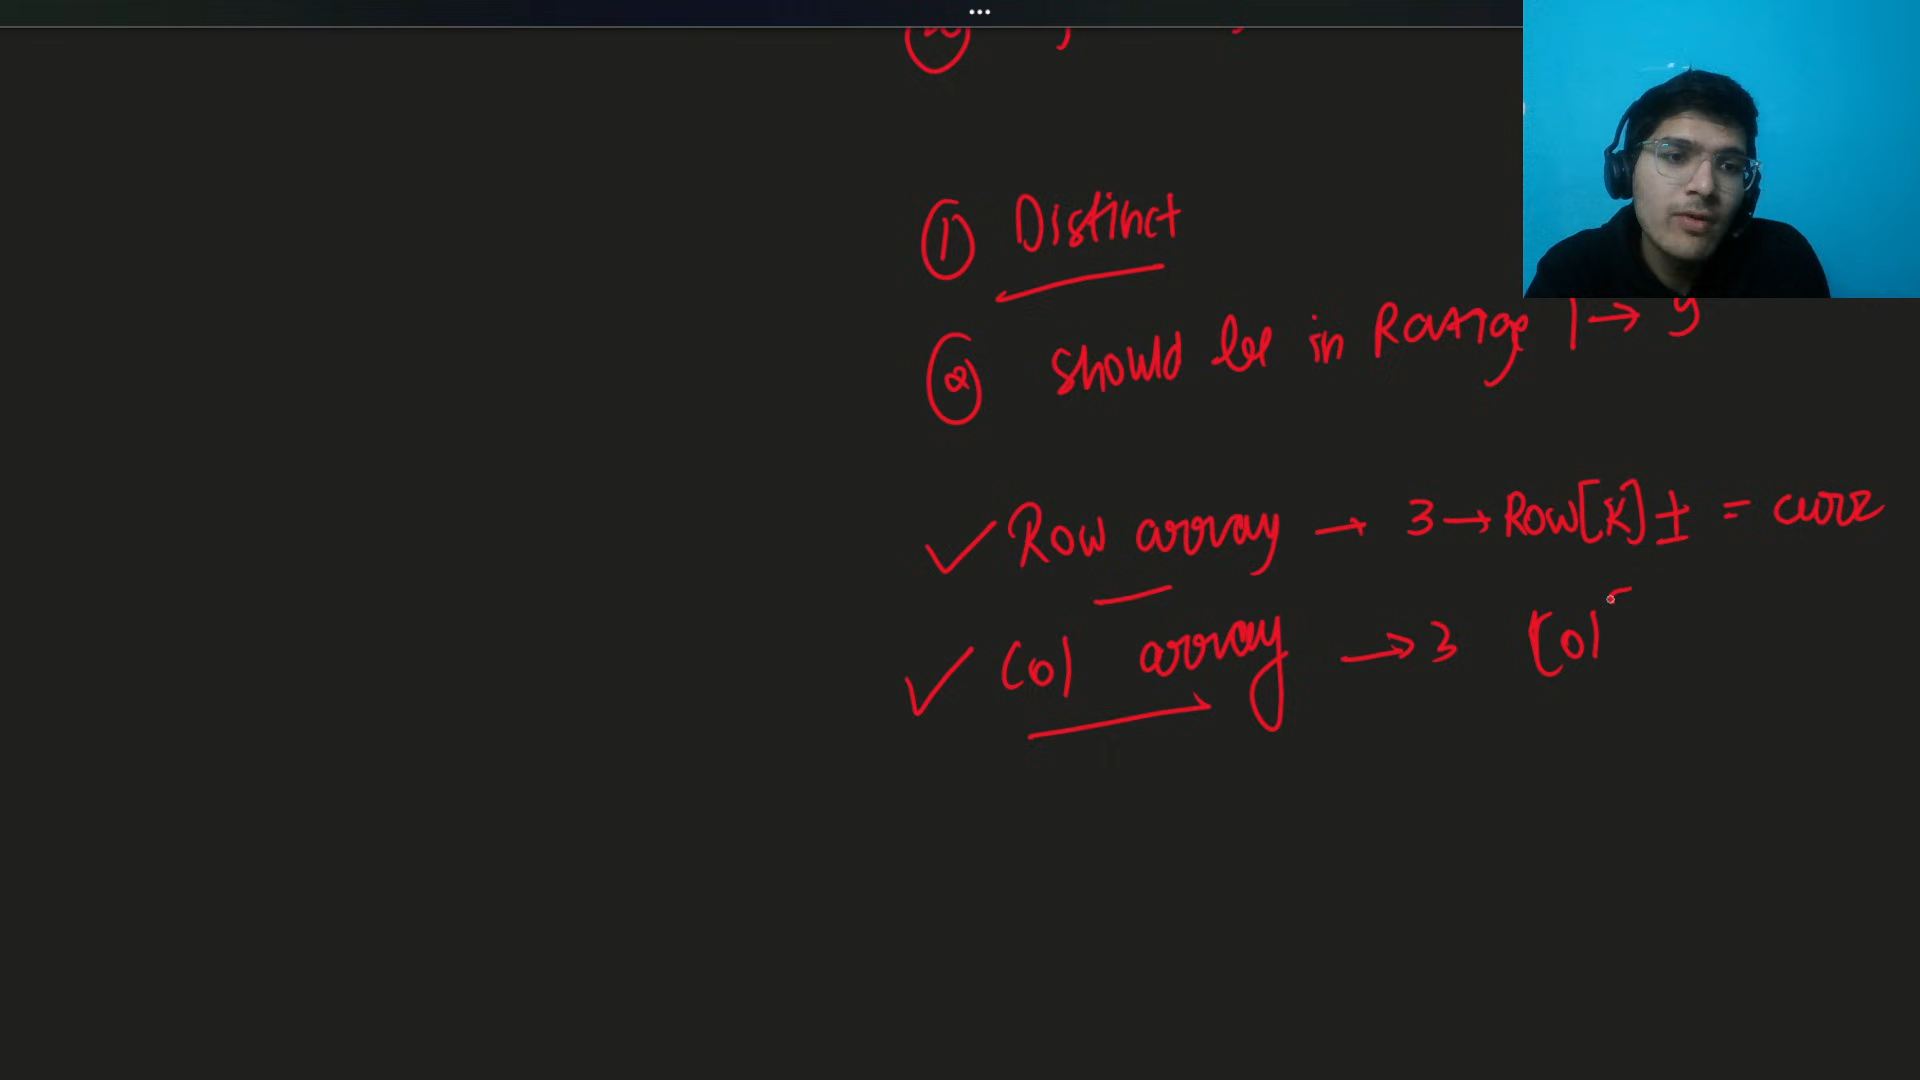 ...
① Distinct
② should be in Range 1 → 9
✓ Row array → 3 → Row[K] ± = curr
✓ Col array → 3 Col